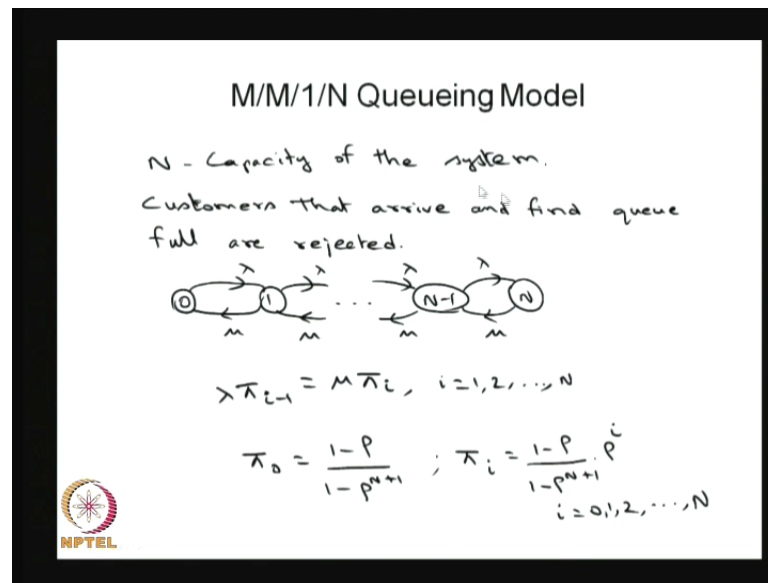 M/M/1/N Queueing Model
N - Capacity of the system.
Customers that arrive and find queue
full are rejected.
λ λ λ λ
0 1 ... N-1 N
μ μ μ μ
λπ_{i-1} = μπ_i, i=1,2,...,N
π_0 = (1-ρ)/(1-ρ^{N+1}) ; π_i = (1-ρ)/(1-ρ^{N+1}) . ρ^i
i=0,1,2,...,N
NPTEL